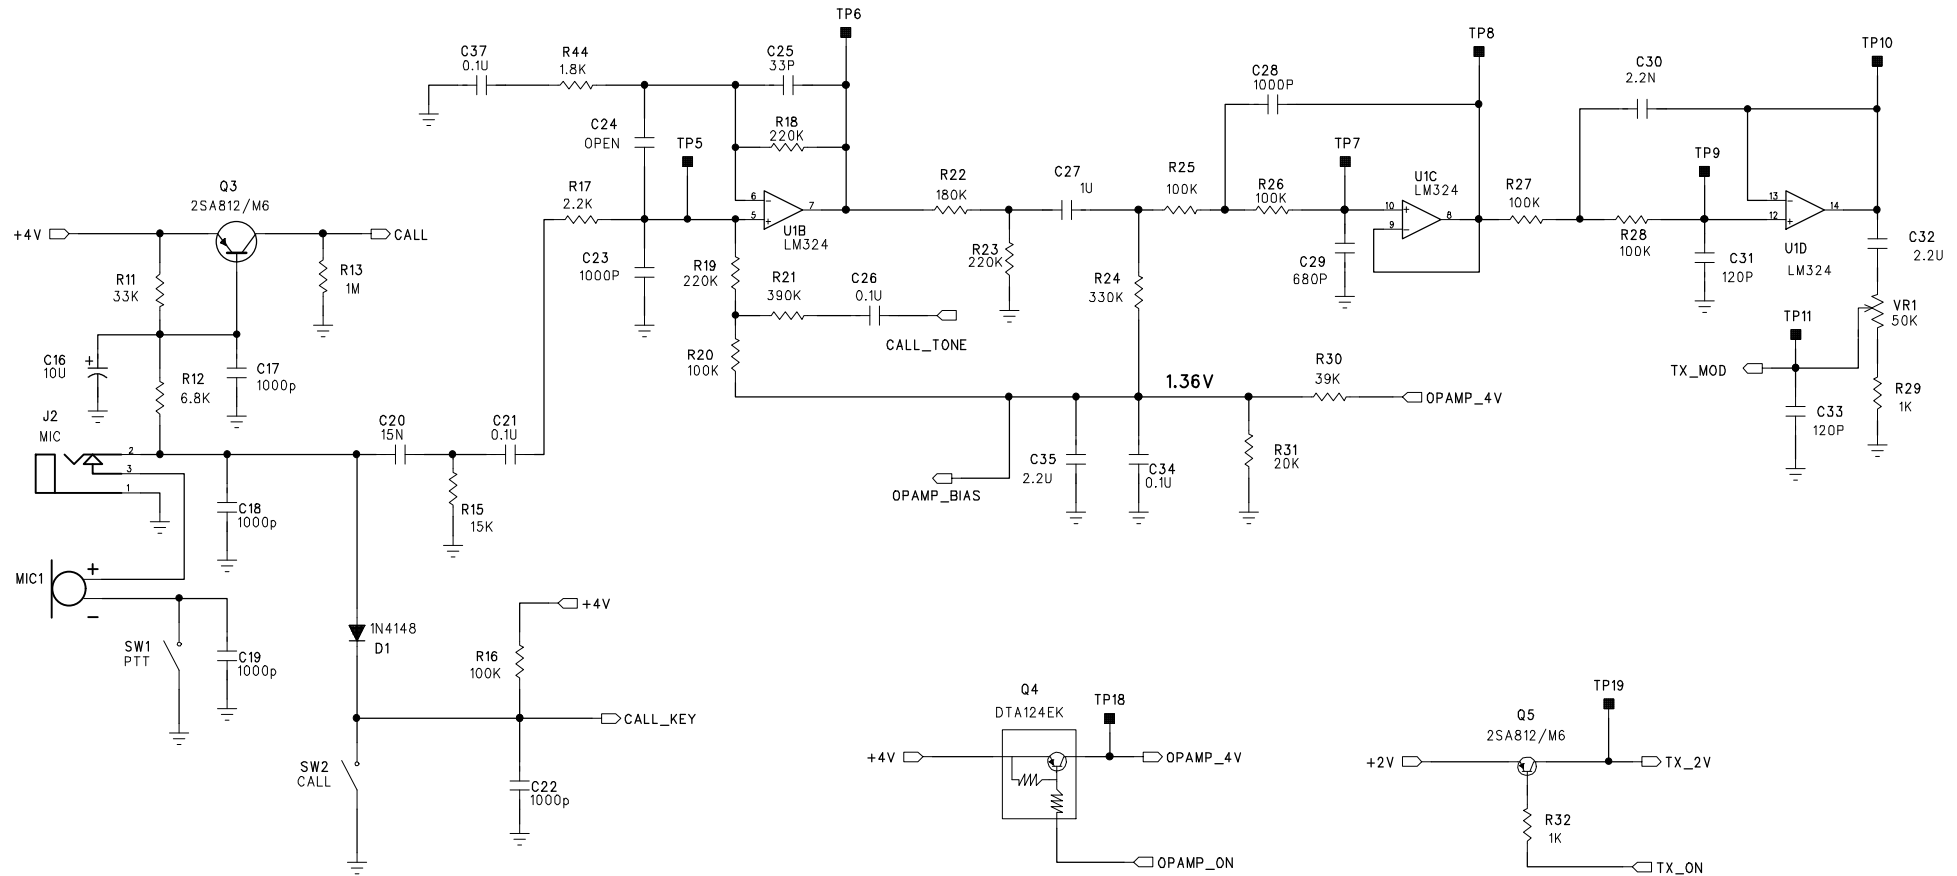 TP6
C37
0.1U
R44
1.8K
C25
33P
TP8
TP10
C30
2.2N
C28
1000P
R18
220K
C24
OPEN
TP5
TP7
TP9
Q3
2SA812/M6
R17
2.2K
6
5
7
U1B
LM324
R22
180K
C27
1U
R25
100K
R26
100K
U1C
LM324
10
9
8
R27
100K
R28
100K
13
12
14
U1D
LM324
C32
2.2U
+4V
CALL
R11
33K
R13
1M
C23
1000P
R19
220K
R21
390K
C26
0.1U
CALL_TONE
R23
220K
R24
330K
C29
680P
C31
120P
VR1
50K
TP11
TX_MOD
C16
+
10U
C17
1000p
R12
6.8K
R20
100K
1.36V
R30
39K
OPAMP_4V
R29
1K
C33
120P
J2
MIC
2
3
1
C20
15N
C21
0.1U
R15
15K
C18
1000p
OPAMP_BIAS
C35
2.2U
C34
0.1U
R31
20K
MIC1
+
−
SW1
PTT
C19
1000p
1N4148
D1
+4V
R16
100K
CALL_KEY
SW2
CALL
C22
1000p
Q4
DTA124EK
TP18
+4V
OPAMP_4V
OPAMP_ON
Q5
2SA812/M6
TP19
+2V
TX_2V
R32
1K
TX_ON